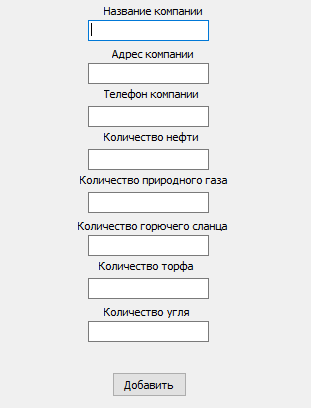 Название компании
Адрес компании
Телефон компании
Количество нефти
Количество природного газа
Количество горючего сланца
Количество торфа
Количество угля
Добавить